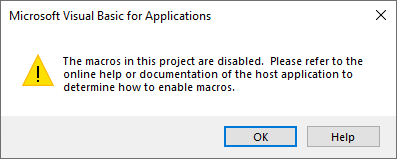 Microsoft Visual Basic for Applications
The macros in this project are disabled.  Please refer to the
online help or documentation of the host application to
determine how to enable macros.
OK
Help